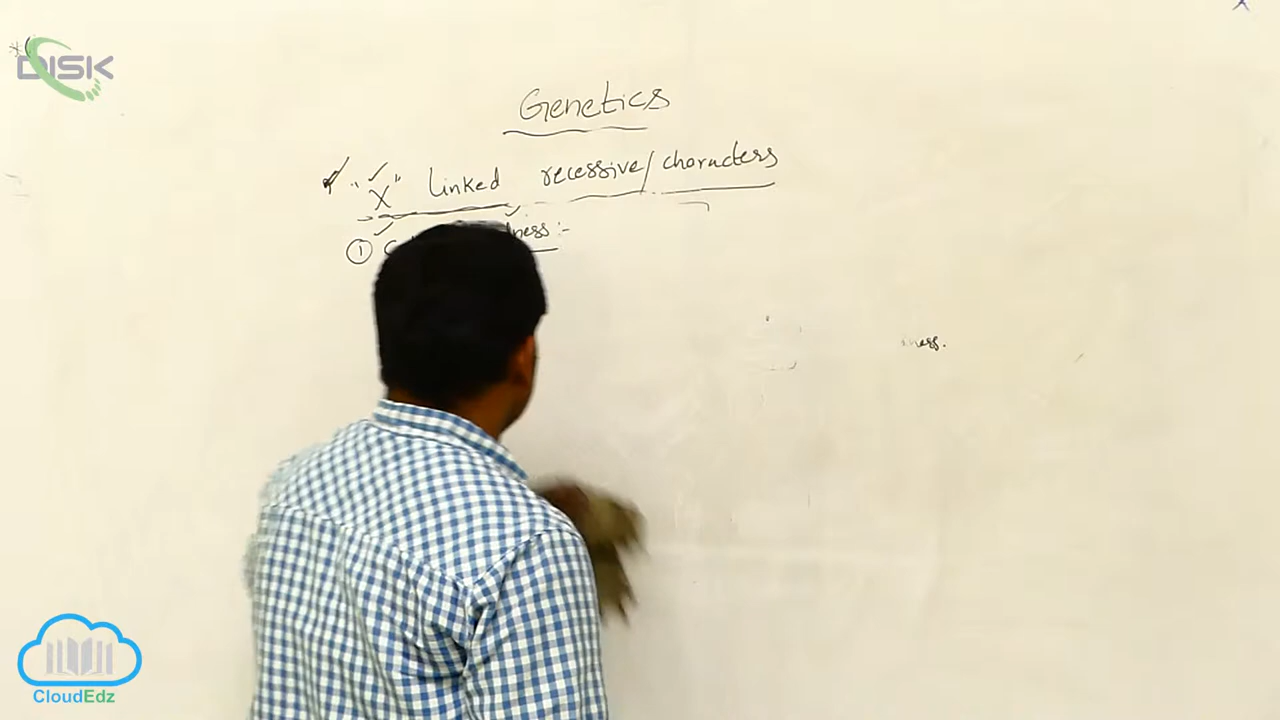 DISK
Genetics
"X" linked recessive/characters
①
CloudEdz